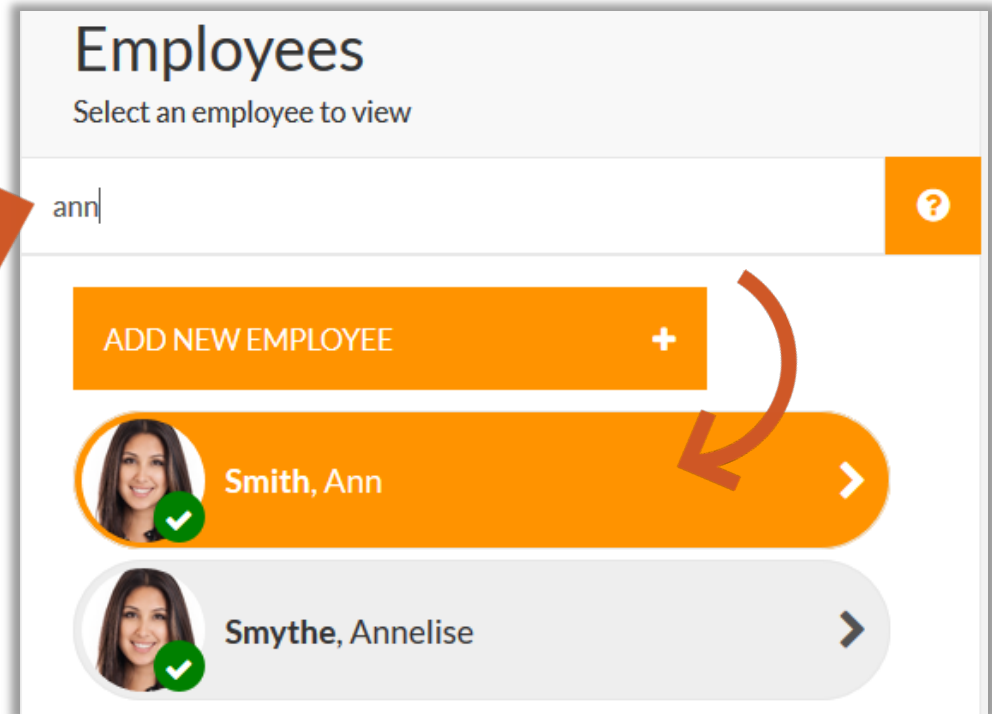 Employees
Select an employee to view
ann
?
ADD NEW EMPLOYEE +
Smith, Ann
Smythe, Annelise